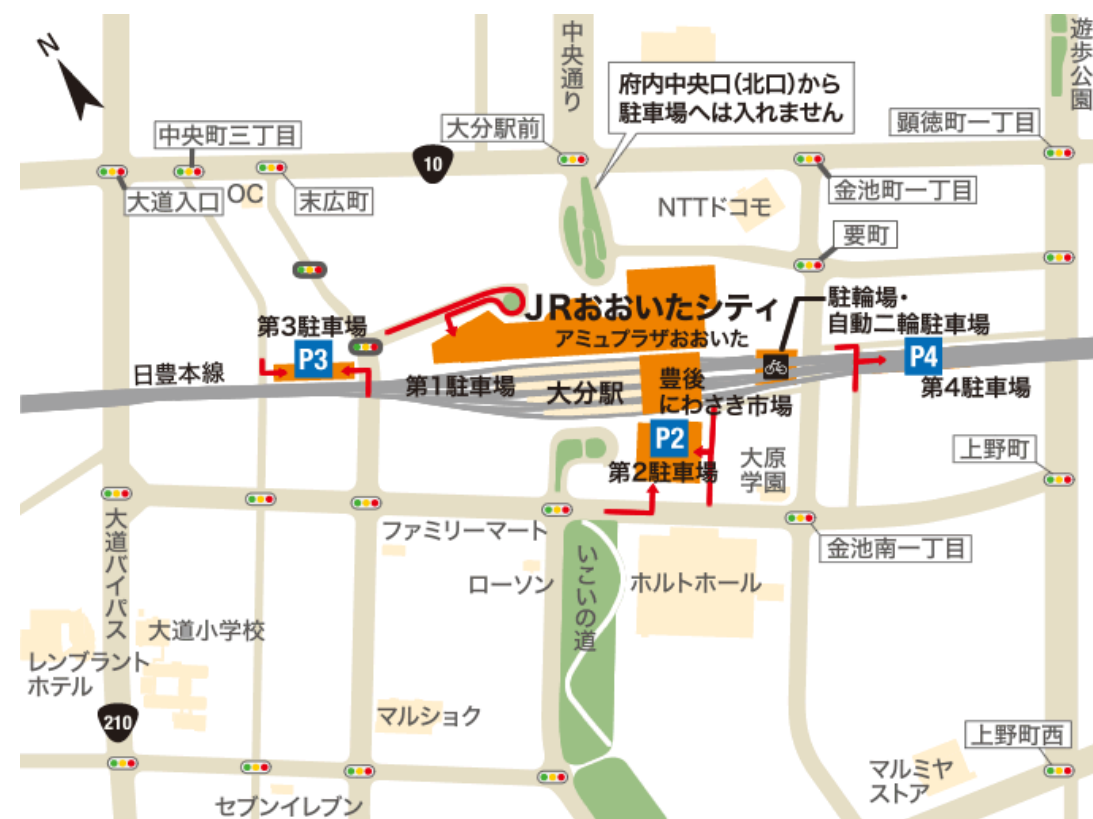 N
中央通り
遊歩公園
府内中央口(北口)から
駐車場へは入れません
中央町三丁目
大分駅前
顕徳町一丁目
10
大道入口
OC
末広町
NTTドコモ
金池町一丁目
要町
JRおおいたシティ
アミュプラザおおいた
駐輪場・
自動二輪駐車場
第3駐車場
P3
P4
日豊本線
第1駐車場
大分駅
豊後
にわさき市場
第4駐車場
P2
第2駐車場
大原
学園
上野町
大道バイパス
ファミリーマート
金池南一丁目
ローソン
いこいの道
ホルトホール
大道小学校
レンブラント
ホテル
210
マルショク
上野町西
マルミヤ
ストア
セブンイレブン